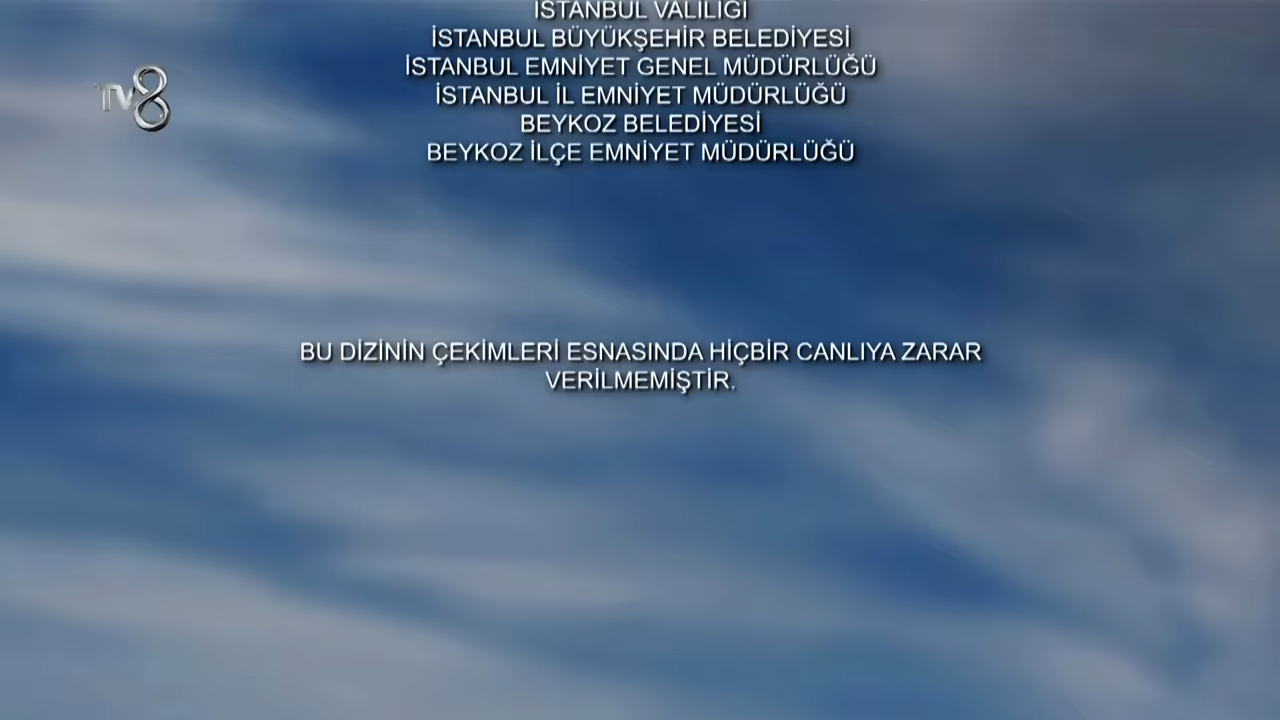 İSTANBUL VALİLİĞİ
İSTANBUL BÜYÜKŞEHİR BELEDİYESİ
TV8
İSTANBUL EMNİYET GENEL MÜDÜRLÜĞÜ
İSTANBUL İL EMNİYET MÜDÜRLÜĞÜ
BEYKOZ BELEDİYESİ
BEYKOZ İLÇE EMNİYET MÜDÜRLÜĞÜ
BU DİZİNİN ÇEKİMLERİ ESNASINDA HİÇBİR CANLIYA ZARAR
VERİLMEMİŞTİR.